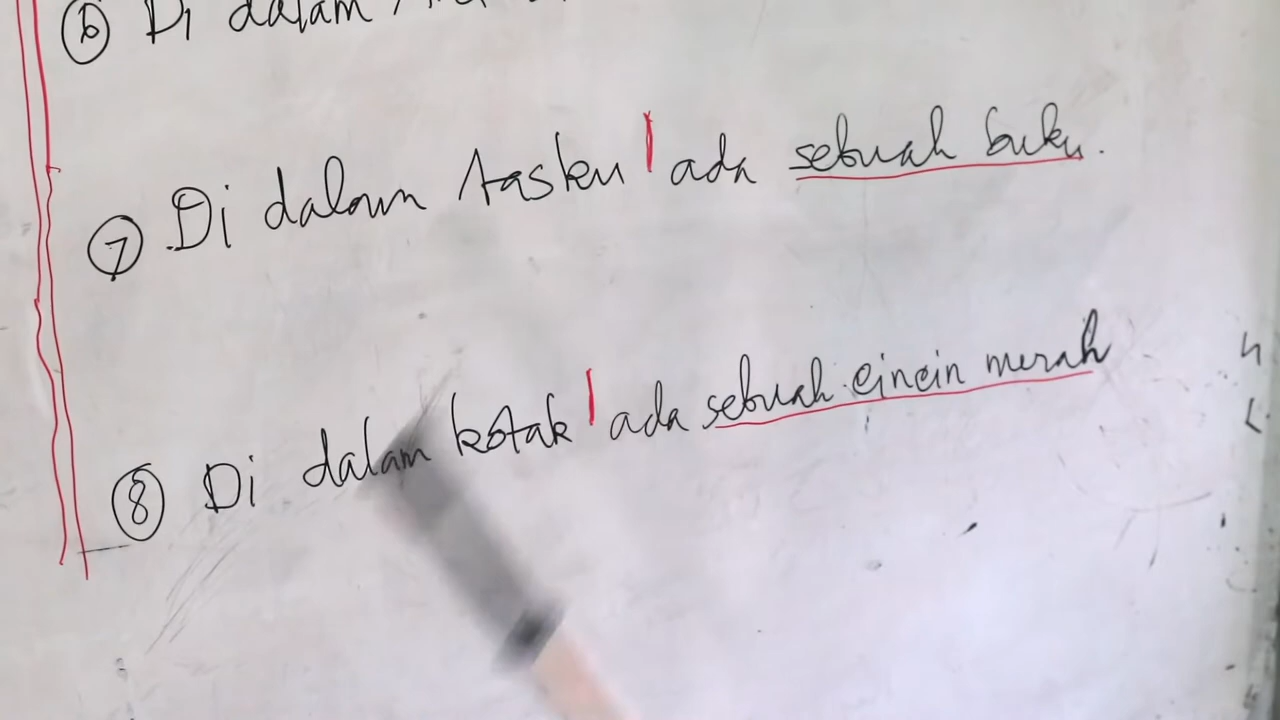 6 Di dalam
7 Di dalam tasku | ada sebuah buku.
8 Di dalam kotak | ada sebuah cincin merah